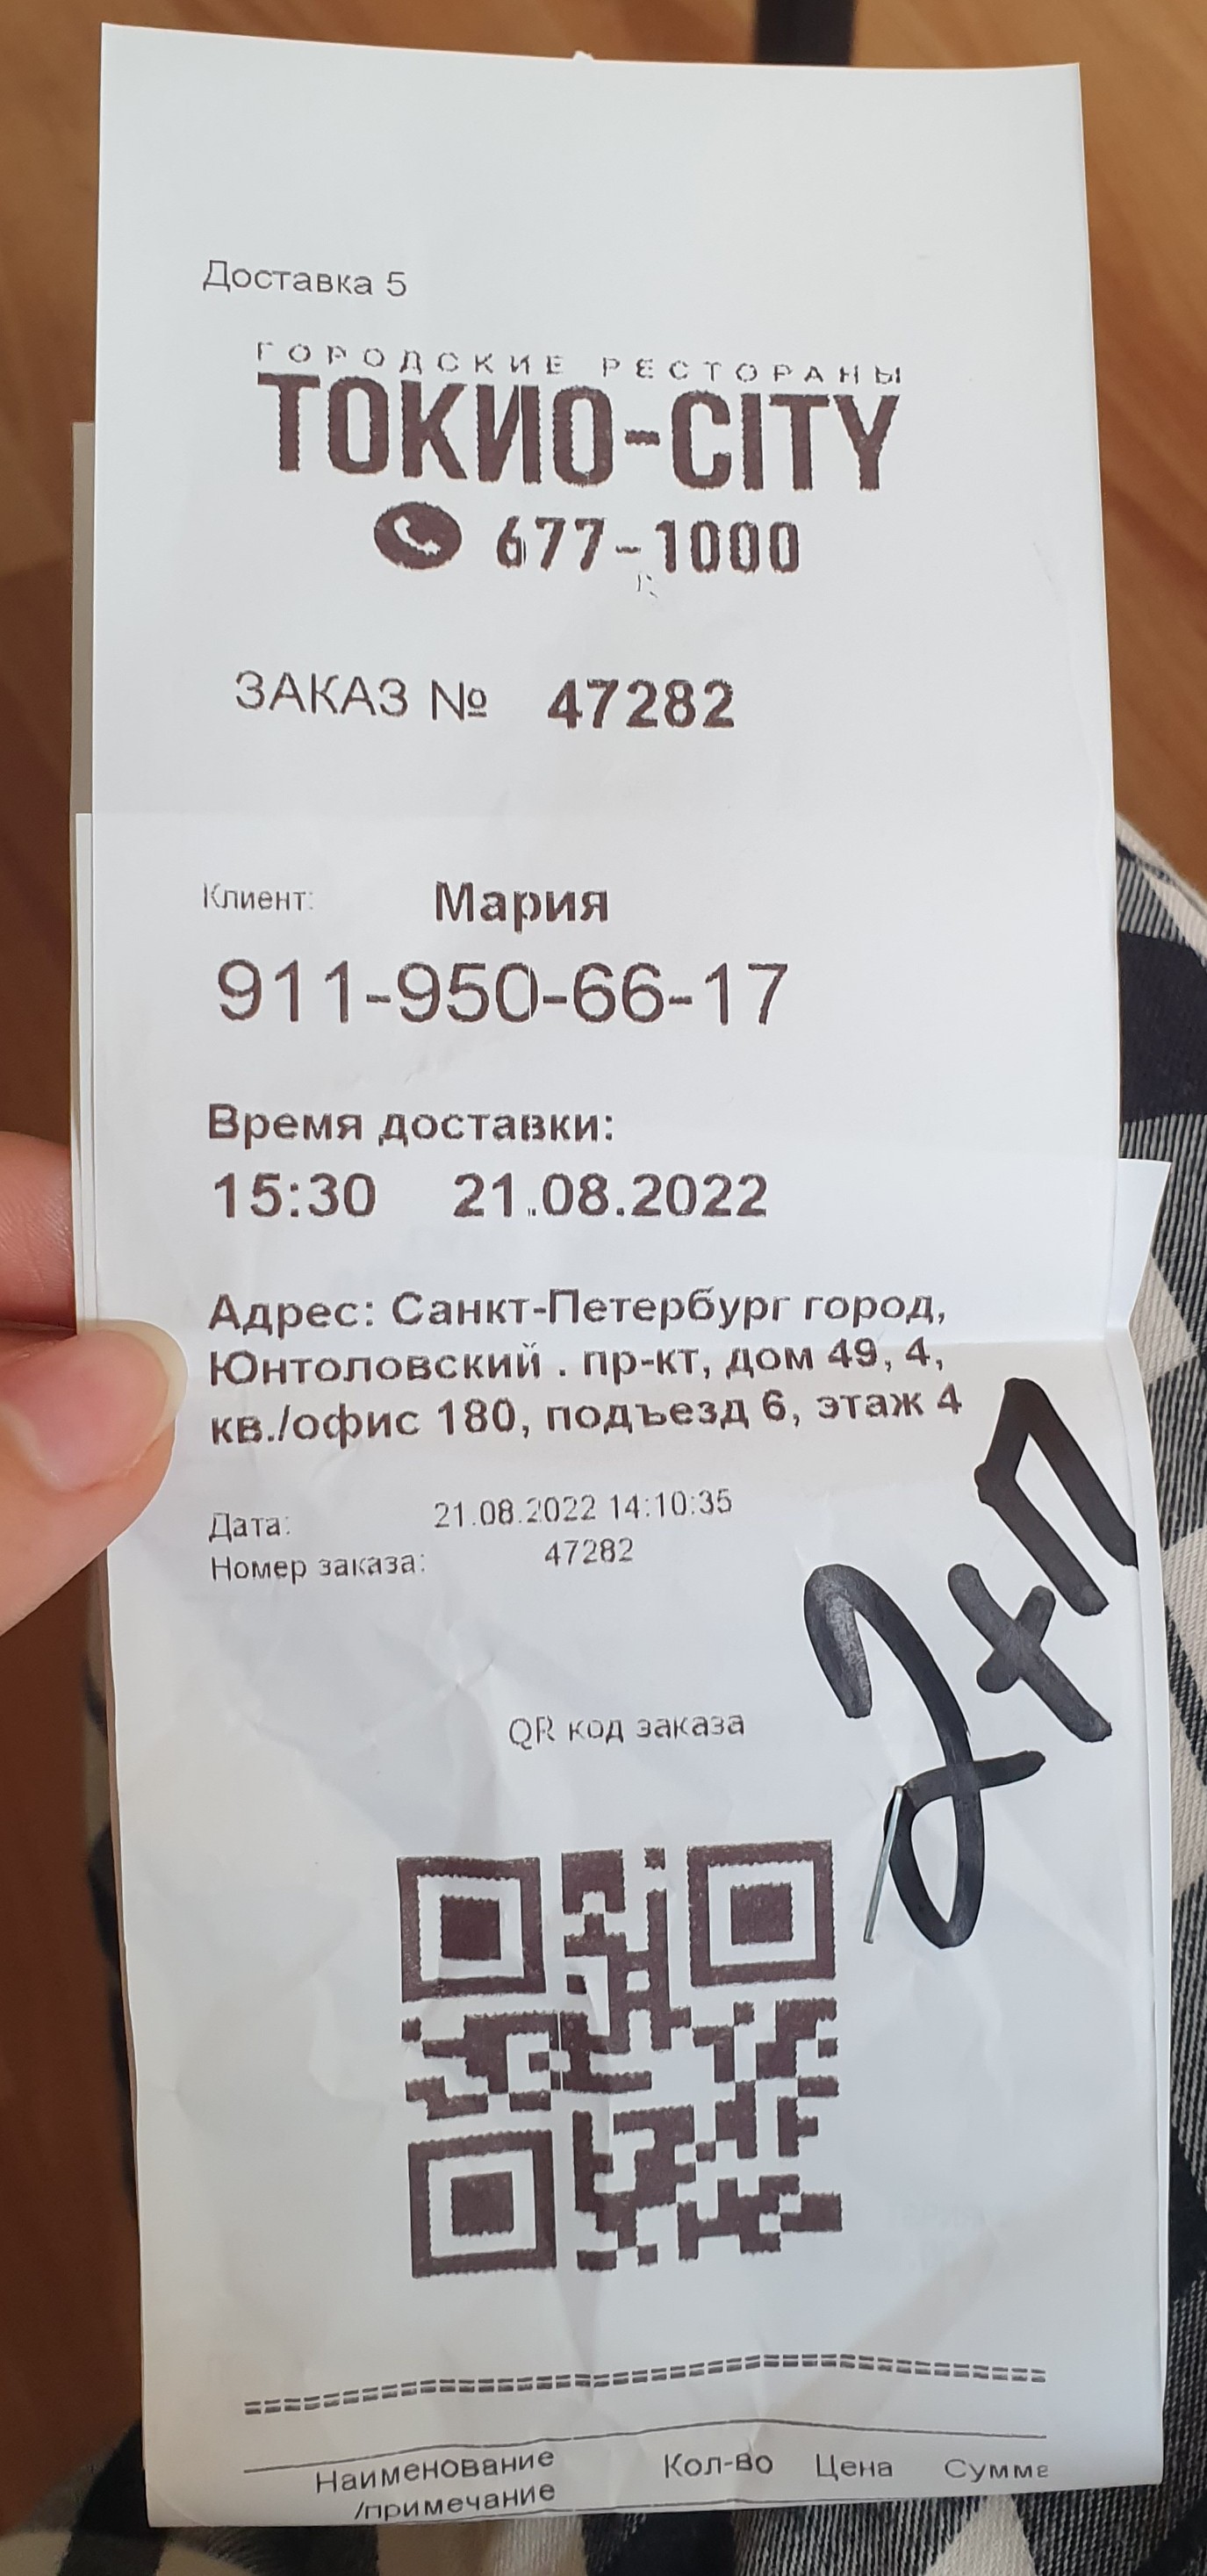 Доставка 5
ГОРОДСКИЕ РЕСТОРАНЫ
ТОКИО-CITY
677-1000
ЗАКАЗ № 47282
Клиент: Мария
911-950-66-17
Время доставки:
15:30 21.08.2022
Адрес: Санкт-Петербург город,
Юнтоловский . пр-кт, дом 49, 4,
кв./офис 180, подъезд 6, этаж 4
Дата: 21.08.2022 14:10:35
Номер заказа: 47282
2+П
QR код заказа
Наименование Кол-во Цена Сумма
/примечание